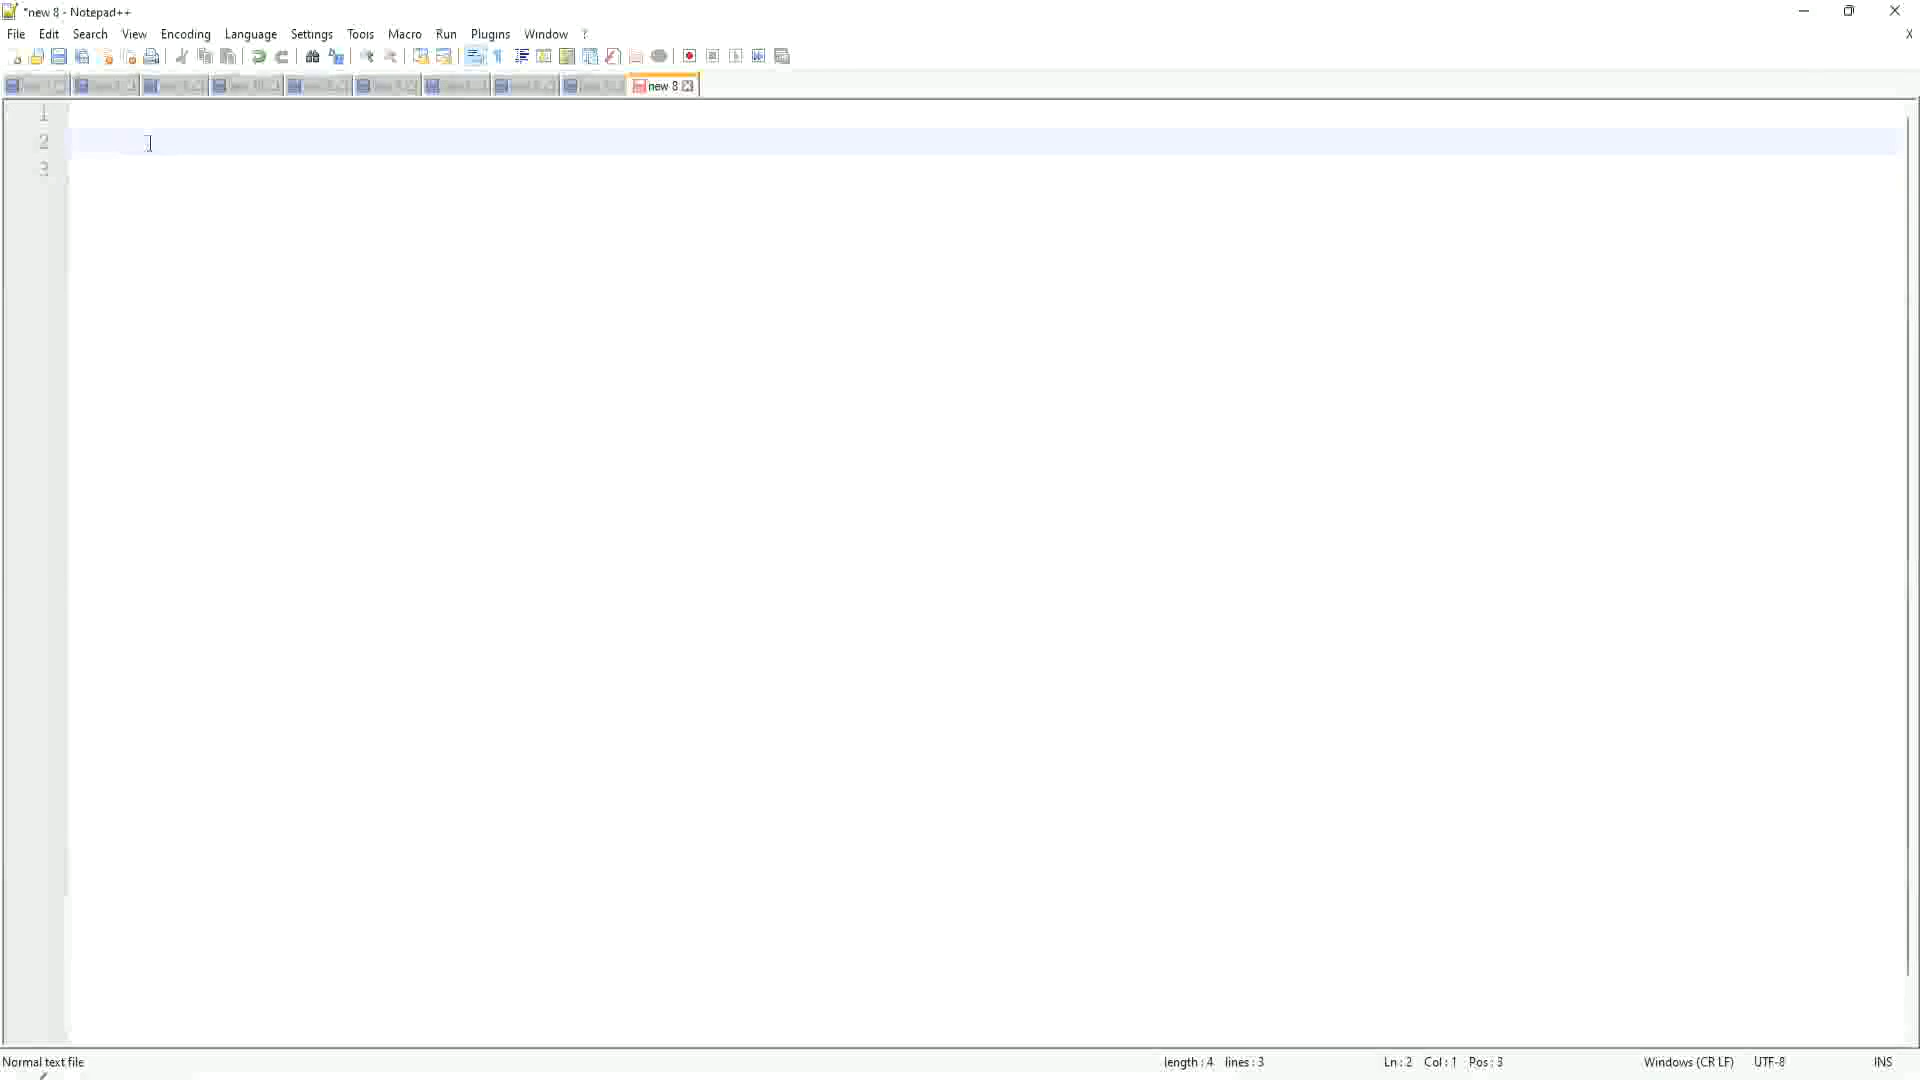 *new 8 - Notepad++
File Edit Search View Encoding Language Settings Tools Macro Run Plugins Window ?
X
new 8
1
2
3
Normal text file
length : 4 lines : 3
Ln : 2 Col : 1 Pos : 3
Windows (CR LF)
UTF-8
INS